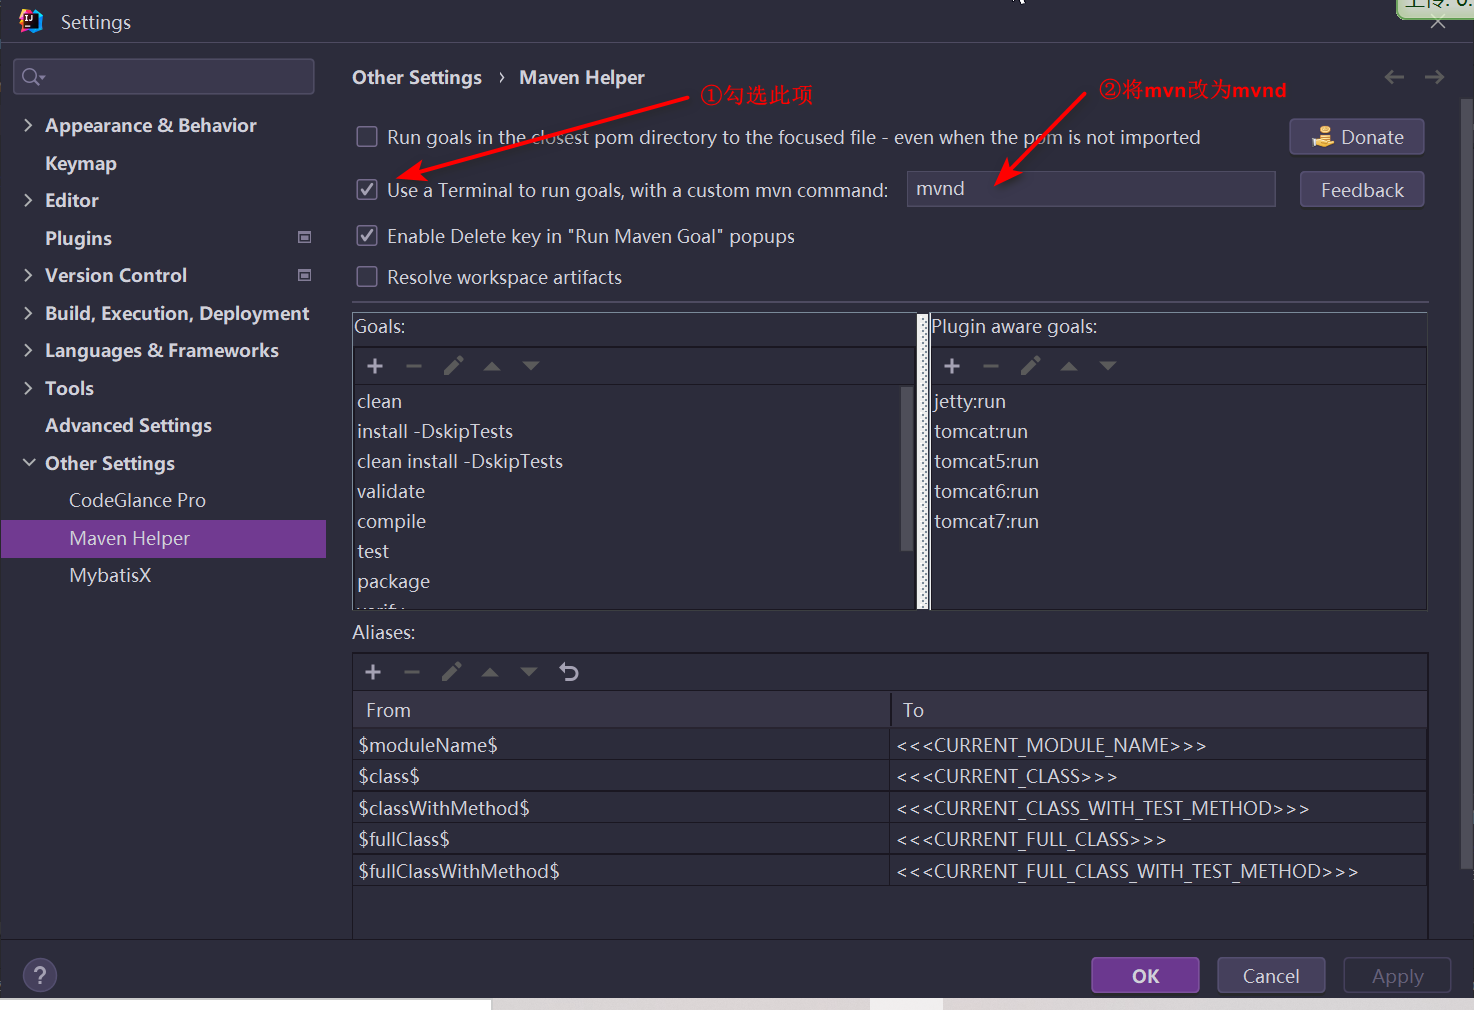 上传: 0.
Settings
Other Settings › Maven Helper
①勾选此项
②将mvn改为mvnd
Appearance & Behavior
Keymap
Editor
Plugins
Version Control
Build, Execution, Deployment
Languages & Frameworks
Tools
Advanced Settings
Other Settings
CodeGlance Pro
Maven Helper
MybatisX
Run goals in the closest pom directory to the focused file - even when the pom is not imported
Donate
Use a Terminal to run goals, with a custom mvn command:
mvnd
Feedback
Enable Delete key in "Run Maven Goal" popups
Resolve workspace artifacts
Goals:
clean
install -DskipTests
clean install -DskipTests
validate
compile
test
package
verify
Plugin aware goals:
jetty:run
tomcat:run
tomcat5:run
tomcat6:run
tomcat7:run
Aliases:
From To
$moduleName$ <<<CURRENT_MODULE_NAME>>>
$class$ <<<CURRENT_CLASS>>>
$classWithMethod$ <<<CURRENT_CLASS_WITH_TEST_METHOD>>>
$fullClass$ <<<CURRENT_FULL_CLASS>>>
$fullClassWithMethod$ <<<CURRENT_FULL_CLASS_WITH_TEST_METHOD>>>
?
OK
Cancel
Apply